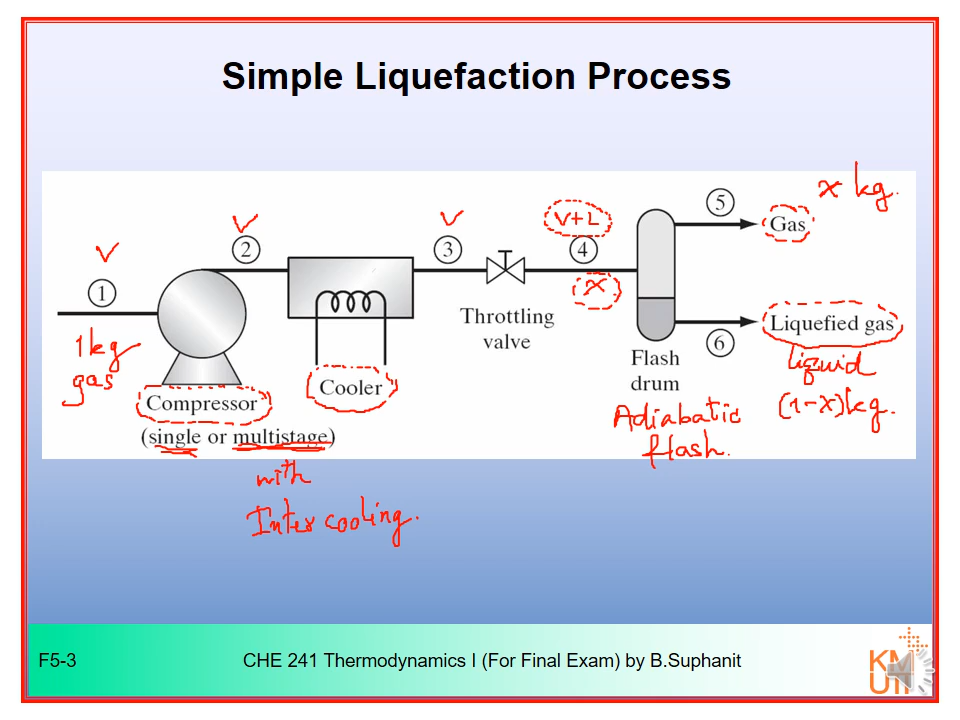 Simple Liquefaction Process
x kg.
5
Gas
V
V
V
V+L
1
2
3
4
x
1kg
gas
Throttling
valve
6
Liquefied gas
liquid
(1-x)kg.
Flash
drum
Adiabatic
flash.
Cooler
Compressor
(single or multistage)
with
Inter cooling.
F5-3
CHE 241 Thermodynamics I (For Final Exam) by B.Suphanit